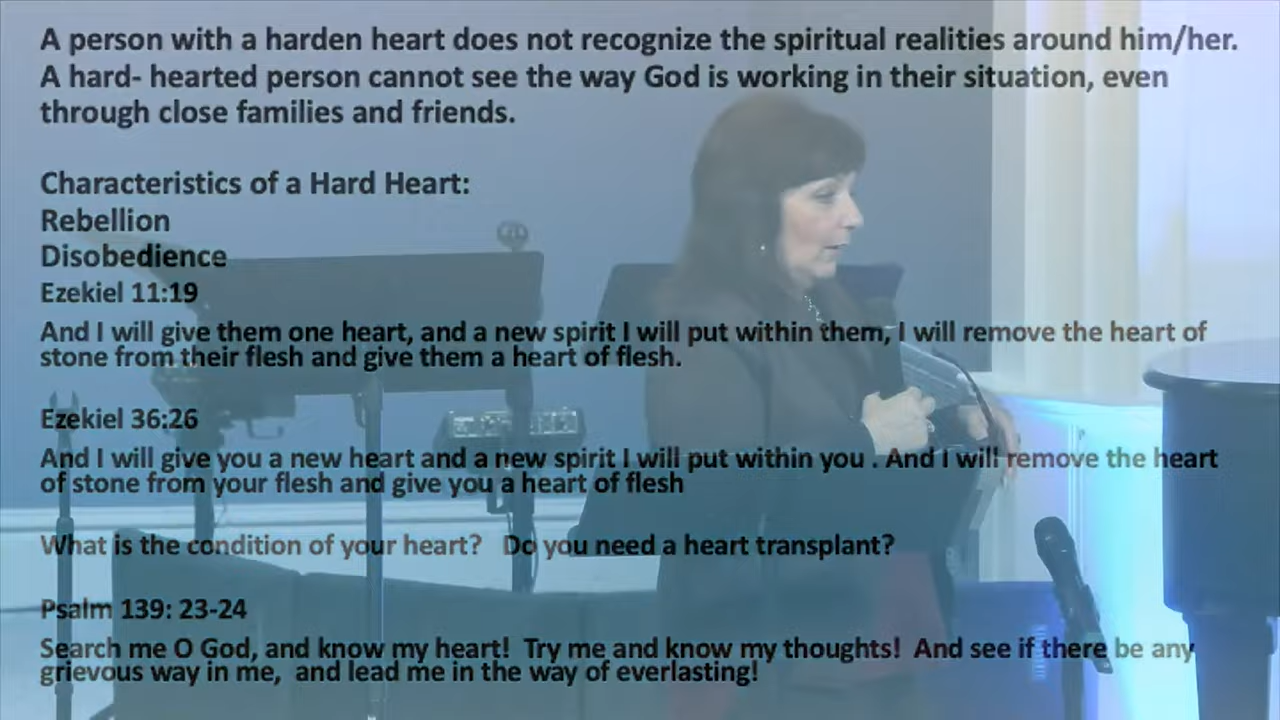 A person with a harden heart does not recognize the spiritual realities around him/her.
A hard- hearted person cannot see the way God is working in their situation, even
through close families and friends.
Characteristics of a Hard Heart:
Rebellion
Disobedience
Ezekiel 11:19
And I will give them one heart, and a new spirit I will put within them, I will remove the heart of
stone from their flesh and give them a heart of flesh.
Ezekiel 36:26
And I will give you a new heart and a new spirit I will put within you . And I will remove the heart
of stone from your flesh and give you a heart of flesh
What is the condition of your heart?   Do you need a heart transplant?
Psalm 139: 23-24
Search me O God, and know my heart!  Try me and know my thoughts!  And see if there be any
grievous way in me,  and lead me in the way of everlasting!